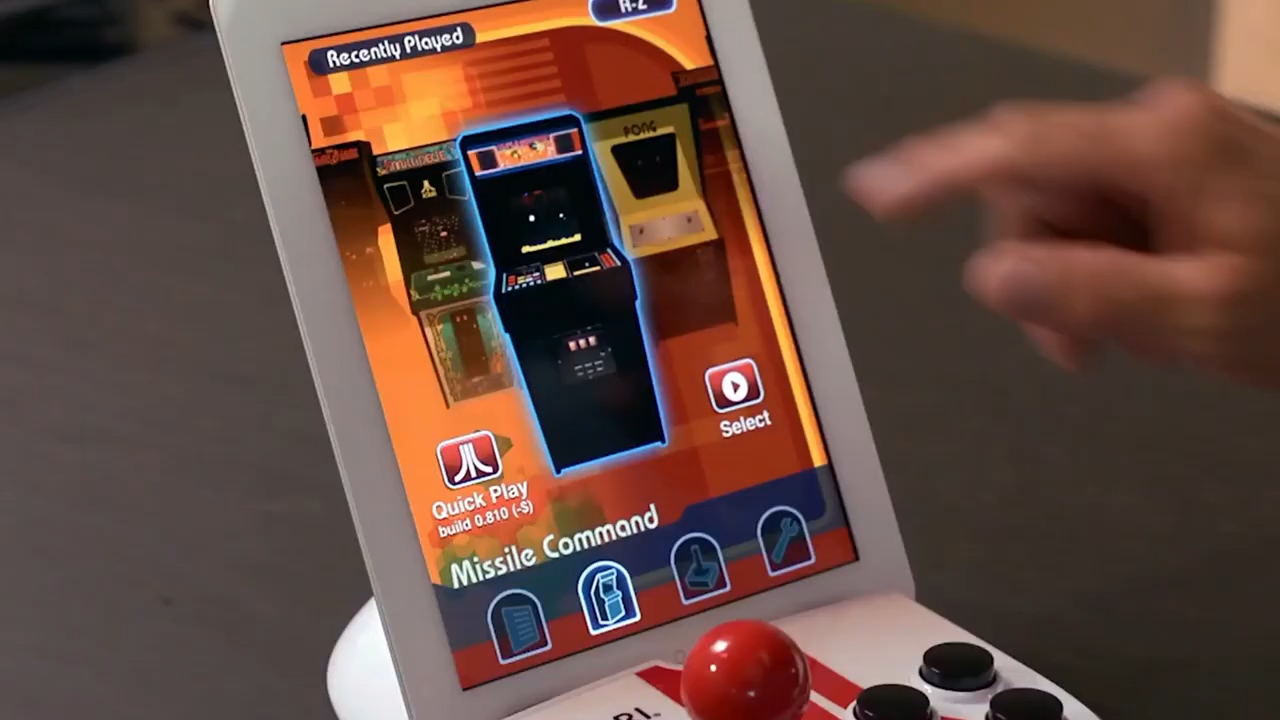 Recently Played
A-Z
PONG
Select
Quick Play
build 0.810 (-$)
Missile Command